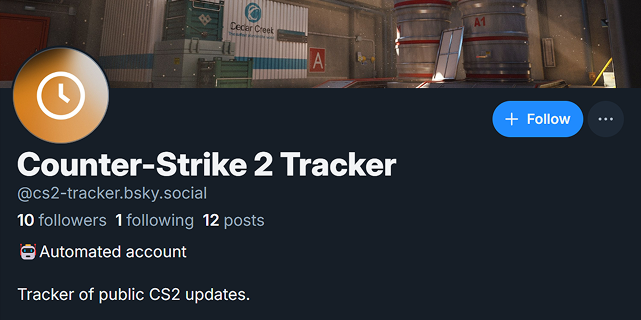 Cedar Creek
A
A1
+ Follow
Counter-Strike 2 Tracker
@cs2-tracker.bsky.social
10 followers 1 following 12 posts
🤖Automated account
Tracker of public CS2 updates.